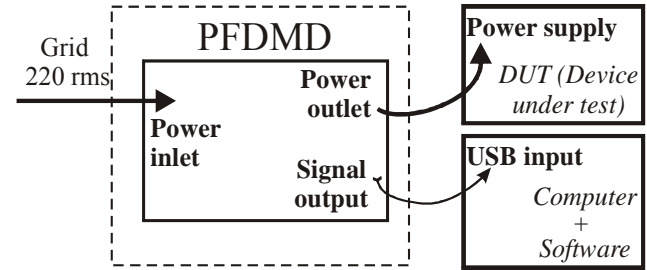 Grid
220 rms
PFDMD
Power
inlet
Power
outlet
Signal
output
Power supply
DUT (Device
under test)
USB input
Computer
+
Software